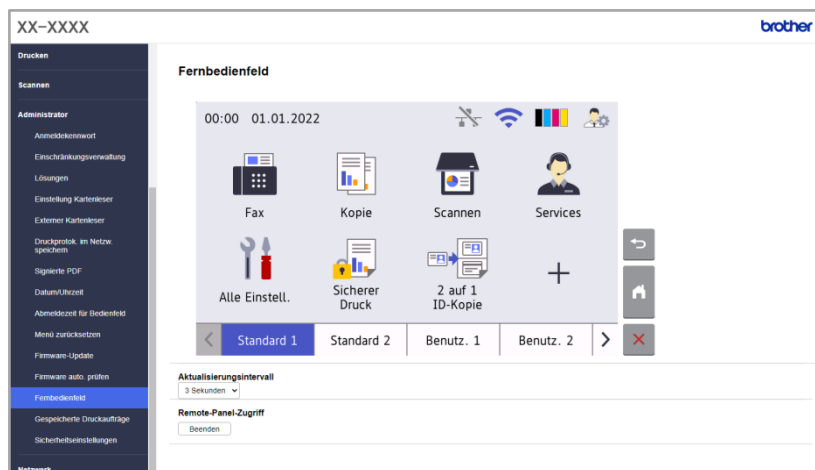 XX-XXXX
brother
Drucken
Scannen
Administrator
Anmeldekennwort
Einschränkungsverwaltung
Lösungen
Einstellung Kartenleser
Externer Kartenleser
Druckprotok. im Netzw.
speichern
Signierte PDF
Datum/Uhrzeit
Abmeldezeit für Bedienfeld
Menü zurücksetzen
Firmware-Update
Firmware auto. prüfen
Fernbedienfeld
Gespeicherte Druckaufträge
Sicherheitseinstellungen
Netzwerk
Fernbedienfeld
00:00 01.01.2022
Fax
Kopie
Scannen
Services
Alle Einstell.
Sicherer
Druck
2 auf 1
ID-Kopie
Standard 1
Standard 2
Benutz. 1
Benutz. 2
Aktualisierungsintervall
3 Sekunden
Remote-Panel-Zugriff
Beenden